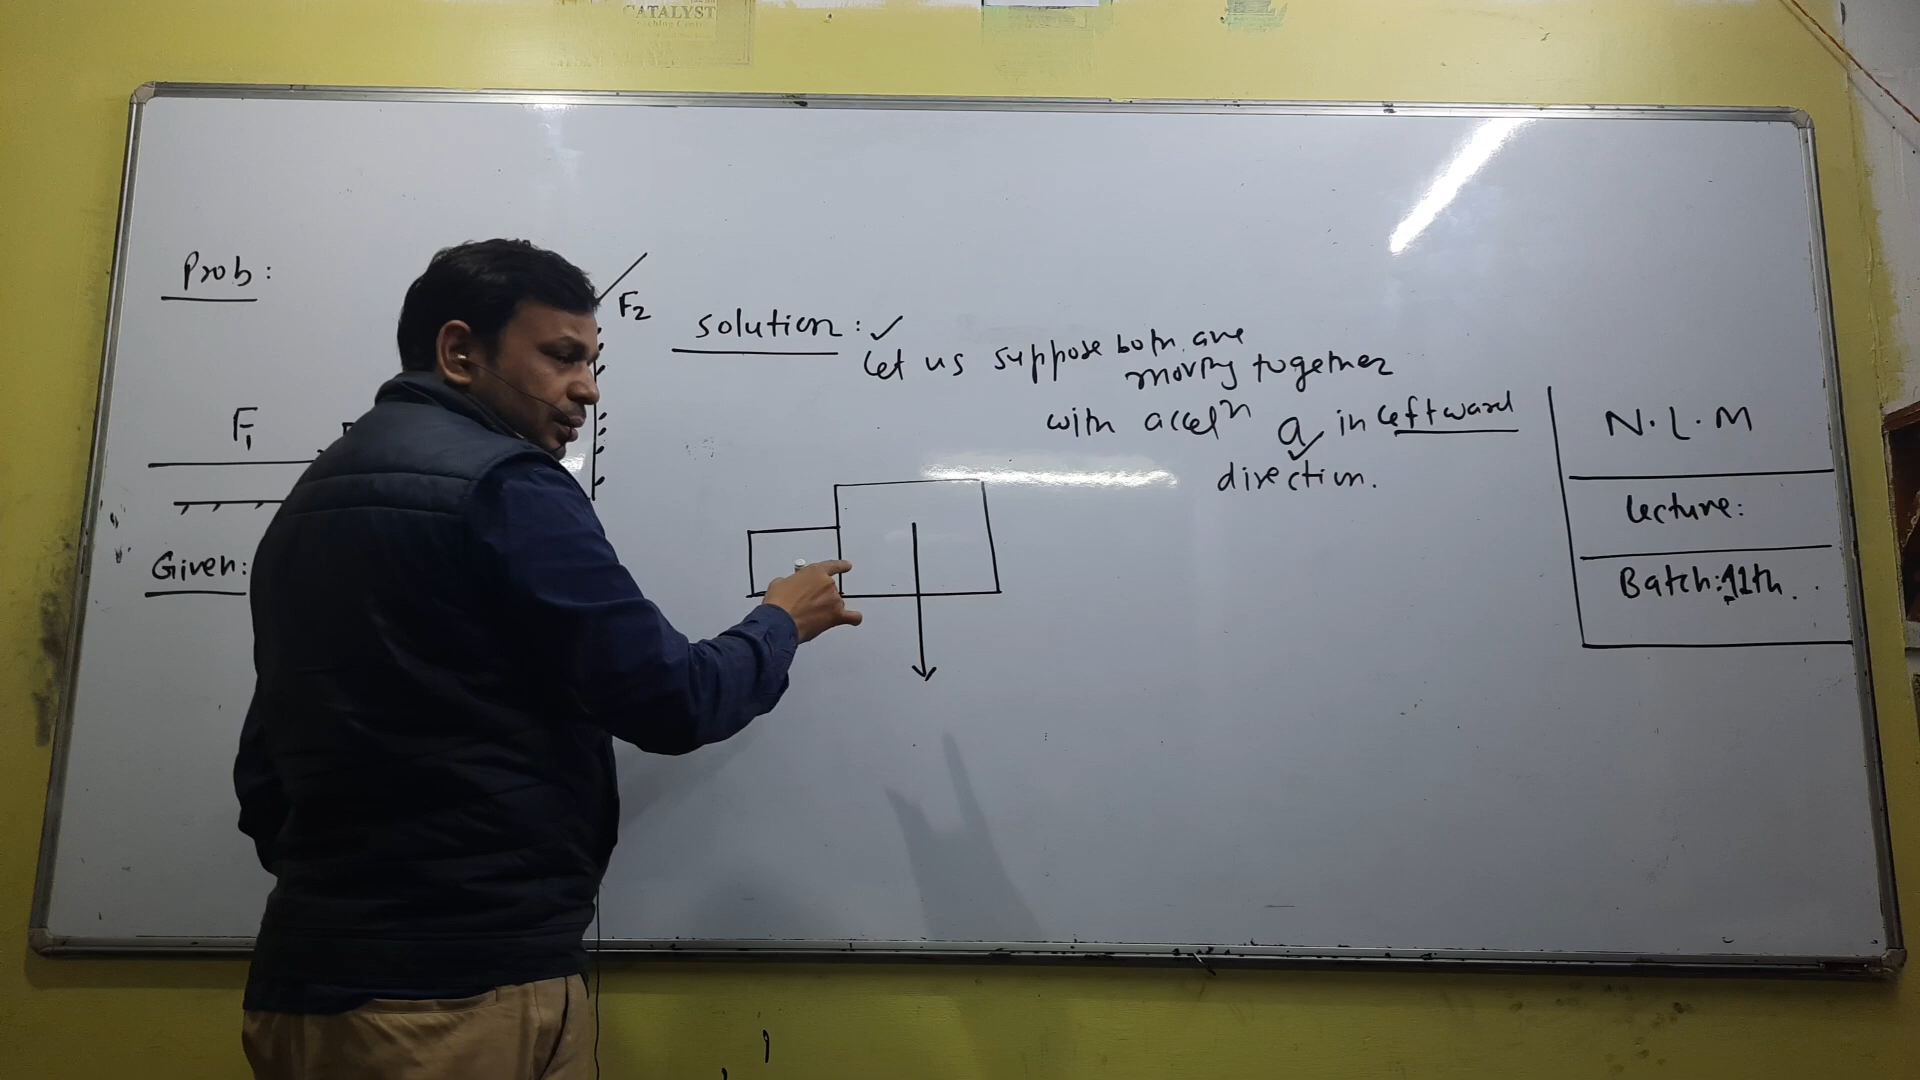 CATALYST
Prob:
F2
Solution: ✓
Let us suppose both are
moving together
with accelⁿ a in leftward
direction.
F1
Given:
N.L.M
Lecture:
Batch: 11th.